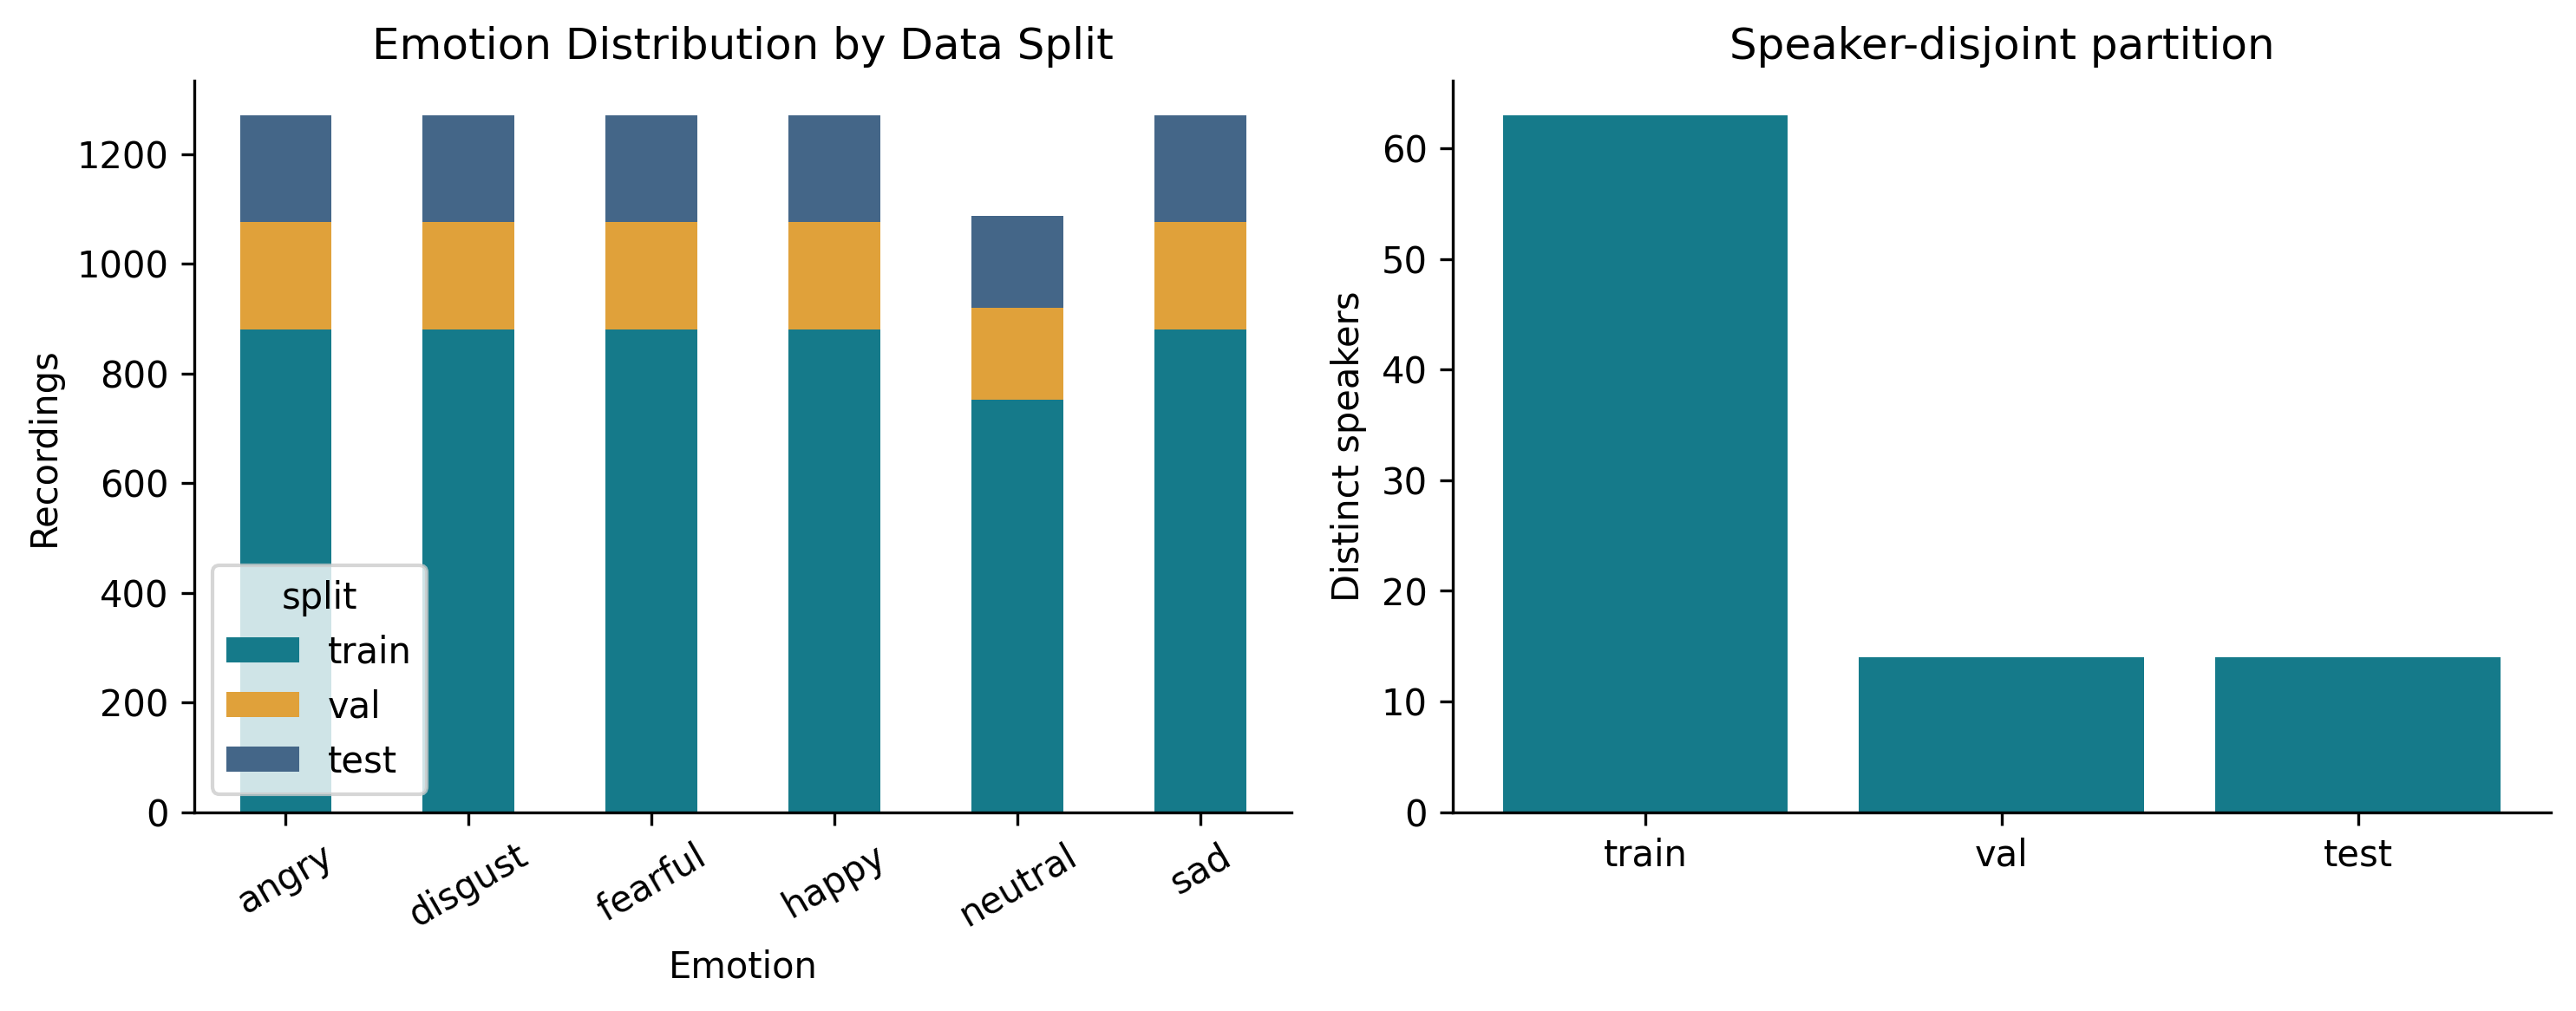 Emotion Distribution by Data Split
Recordings
1200
1000
800
600
400
200
0
split
train
val
test
angry
disgust
fearful
happy
neutral
sad
Emotion
Speaker-disjoint partition
Distinct speakers
60
50
40
30
20
10
0
train
val
test